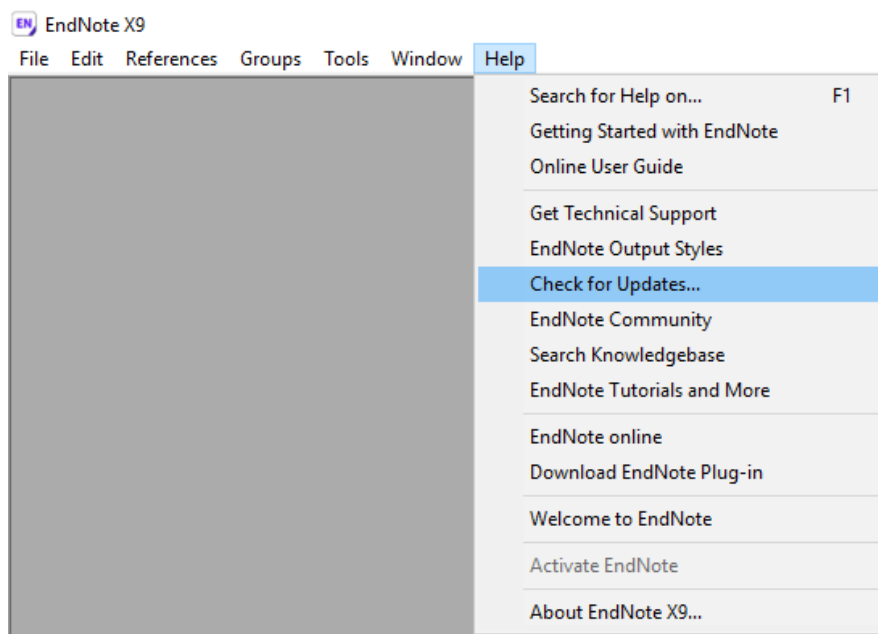 EN EndNote X9
File Edit References Groups Tools Window Help
Search for Help on... F1
Getting Started with EndNote
Online User Guide
Get Technical Support
EndNote Output Styles
Check for Updates...
EndNote Community
Search Knowledgebase
EndNote Tutorials and More
EndNote online
Download EndNote Plug-in
Welcome to EndNote
Activate EndNote
About EndNote X9...